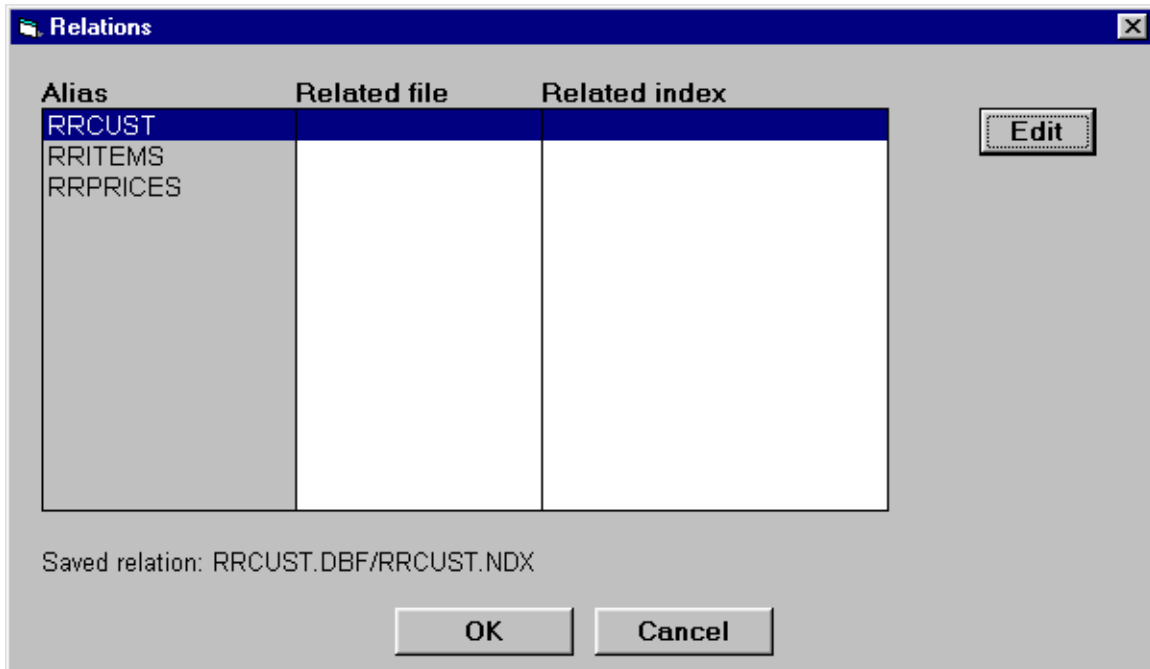 Relations
Alias Related file Related index
RRCUST
Edit
RRITEMS
RRPRICES
Saved relation: RRCUST.DBF/RRCUST.NDX
OK Cancel